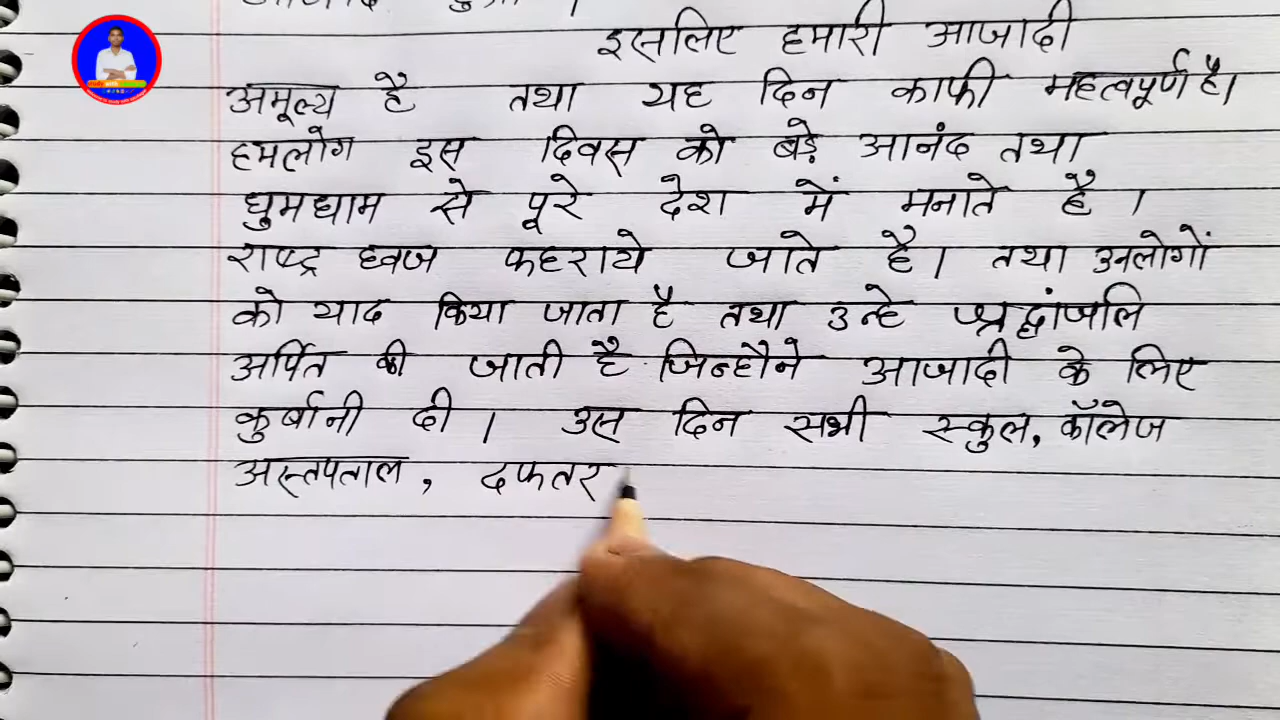 इसलिए हमारी आजादी
अमूल्य है तथा यह दिन काफी महत्वपूर्ण है।
हमलोग इस दिवस को बड़े आनंद तथा
घुमघाम से पूरे देश में मनाते है ।
राष्ट्र ध्वज फहराये जाते है। तथा उनलोगों
को याद किया जाता है तथा उन्हे श्रद्धांजलि
अर्पित की जाती है जिन्होने आजादी के लिए
कुर्बानी दी । उस दिन सभी स्कुल, कॉलेज
अस्तपताल , दफतर